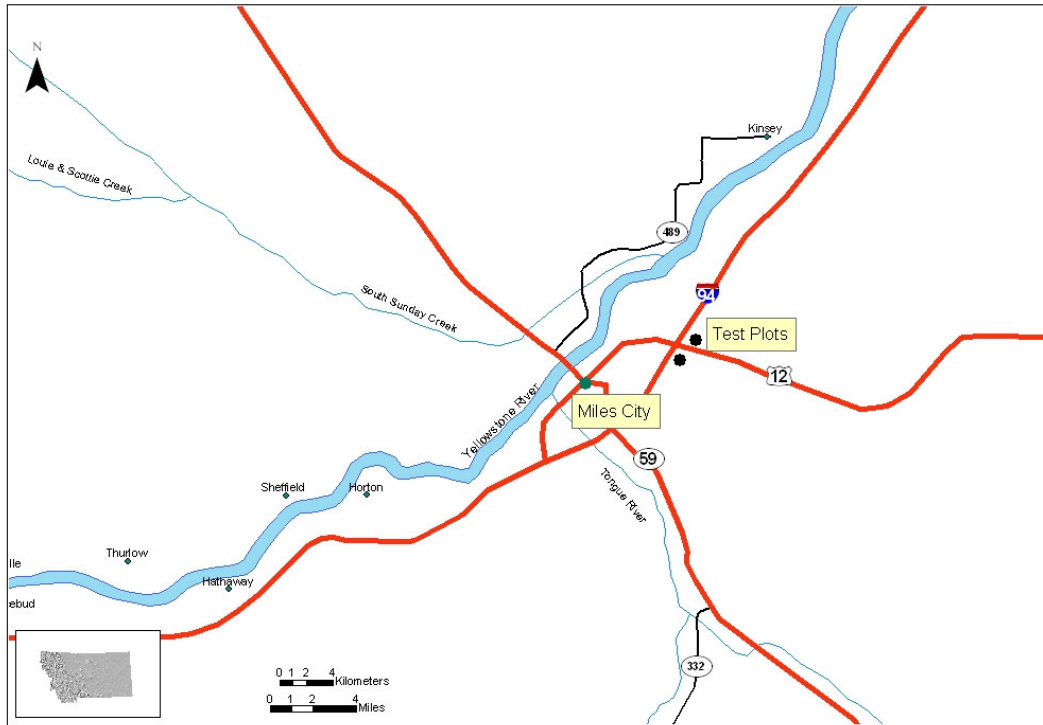 N
Kinsey
Louie & Scottie Creek
489
South Sunday Creek
94
Test Plots
12
Yellowstone River
Miles City
59
Sheffield
Horton
Tongue River
Thurlow
lle
Hathaway
ebud
332
0 1 2 4
Kilometers
0 1 2 4
Miles